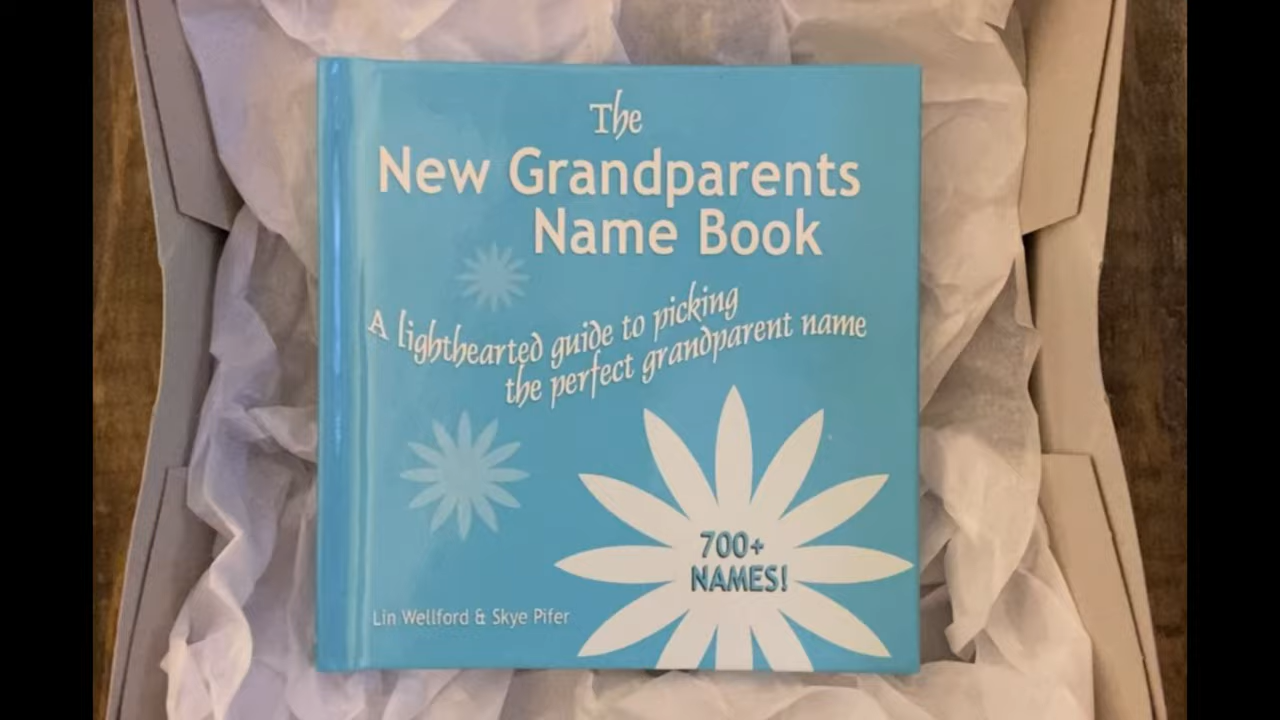 The
New Grandparents
Name Book
A lighthearted guide to picking
the perfect grandparent name
700+
NAMES!
Lin Wellford & Skye Pifer